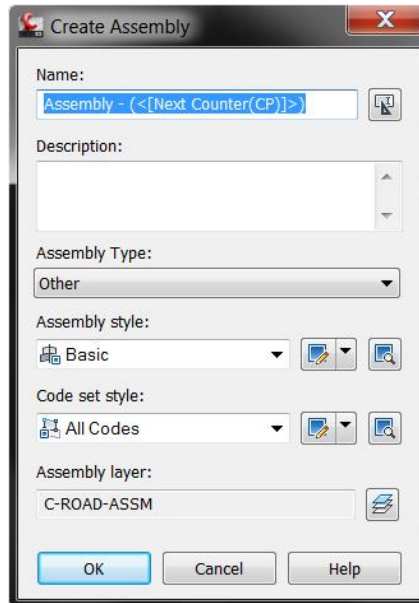 Create Assembly
Name:
Assembly - (<[Next Counter(CP)]>)
Description:
Assembly Type:
Other
Assembly style:
Basic
Code set style:
All Codes
Assembly layer:
C-ROAD-ASSM
OK Cancel Help